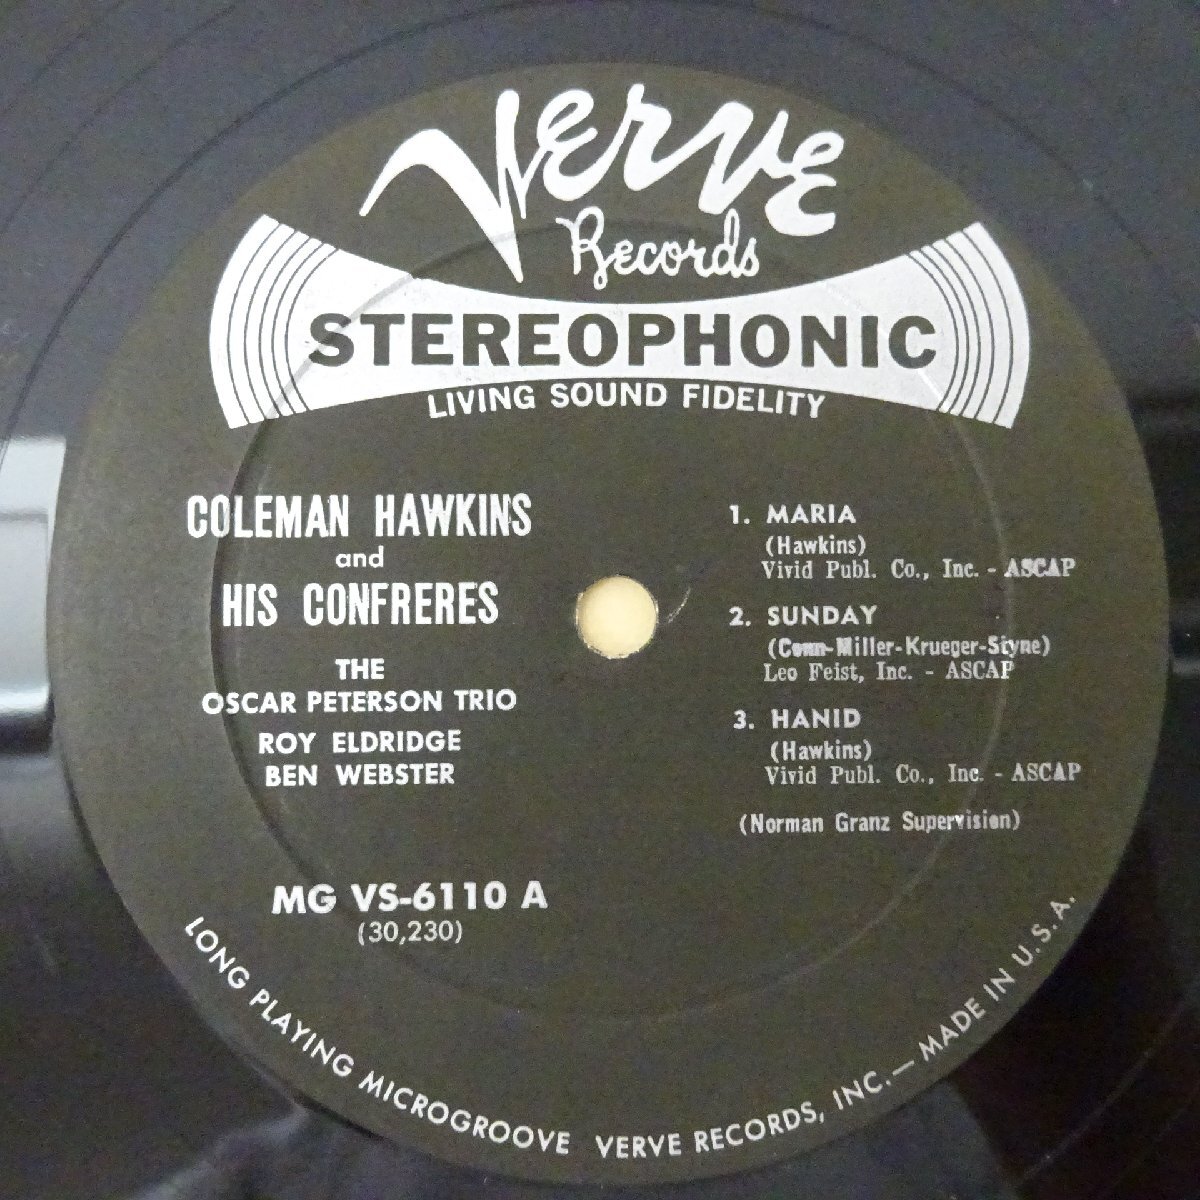 Verve
Records
STEREOPHONIC
LIVING SOUND FIDELITY
COLEMAN HAWKINS
and
HIS CONFRERES
THE
OSCAR PETERSON TRIO
ROY ELDRIDGE
BEN WEBSTER
MG VS-6110 A
(30,230)
1. MARIA
(Hawkins)
Vivid Publ. Co., Inc. - ASCAP
2. SUNDAY
(Conn-Miller-Krueger-Styne)
Leo Feist, Inc. - ASCAP
3. HANID
(Hawkins)
Vivid Publ. Co., Inc. - ASCAP
(Norman Granz Supervision)
LONG PLAYING MICROGROOVE VERVE RECORDS, INC. — MADE IN U.S.A.